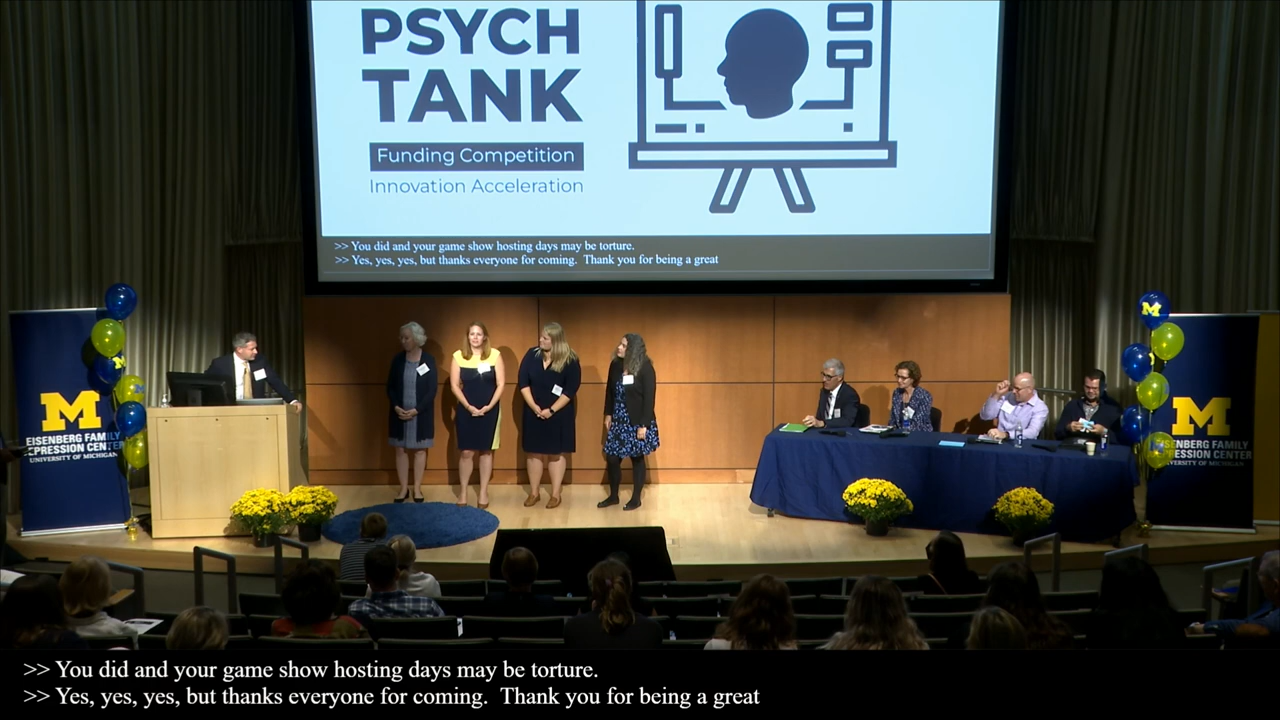 PSYCH
TANK
Funding Competition
Innovation Acceleration
>> You did and your game show hosting days may be torture.
>> Yes, yes, yes, but thanks everyone for coming.  Thank you for being a great
M
M
EISENBERG FAMILY
DEPRESSION CENTER
UNIVERSITY OF MICHIGAN
M
EISENBERG FAMILY
DEPRESSION CENTER
UNIVERSITY OF MICHIGAN
>> You did and your game show hosting days may be torture.
>> Yes, yes, yes, but thanks everyone for coming.  Thank you for being a great